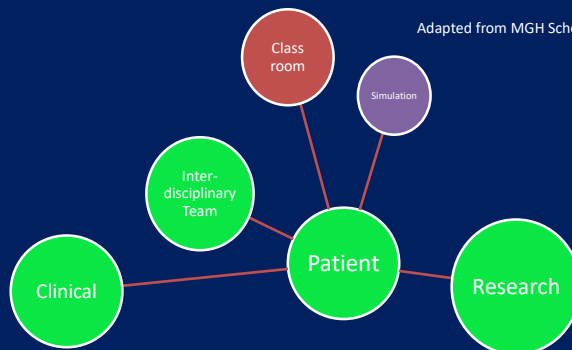 Adapted from MGH
Class
room
Simulation
Inter-
disciplinary
Team
Patient
Clinical
Research